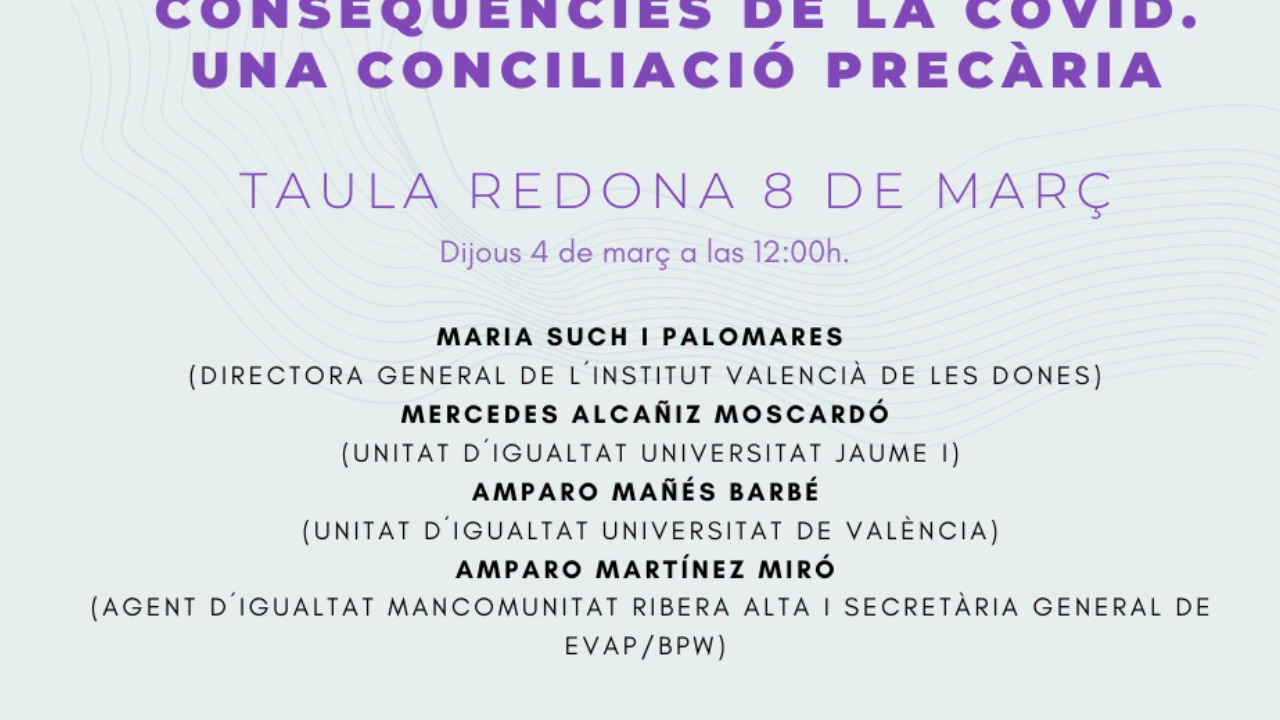 CONSEQÜÈNCIES DE LA COVID.
UNA CONCILIACIÓ PRECÀRIA
TAULA REDONA 8 DE MARÇ
Dijous 4 de març a las 12:00h.
MARIA SUCH I PALOMARES
(DIRECTORA GENERAL DE L´INSTITUT VALENCIÀ DE LES DONES)
MERCEDES ALCAÑIZ MOSCARDÓ
(UNITAT D´IGUALTAT UNIVERSITAT JAUME I)
AMPARO MAÑÉS BARBÉ
(UNITAT D´IGUALTAT UNIVERSITAT DE VALÈNCIA)
AMPARO MARTÍNEZ MIRÓ
(AGENT D´IGUALTAT MANCOMUNITAT RIBERA ALTA I SECRETÀRIA GENERAL DE
EVAP/BPW)